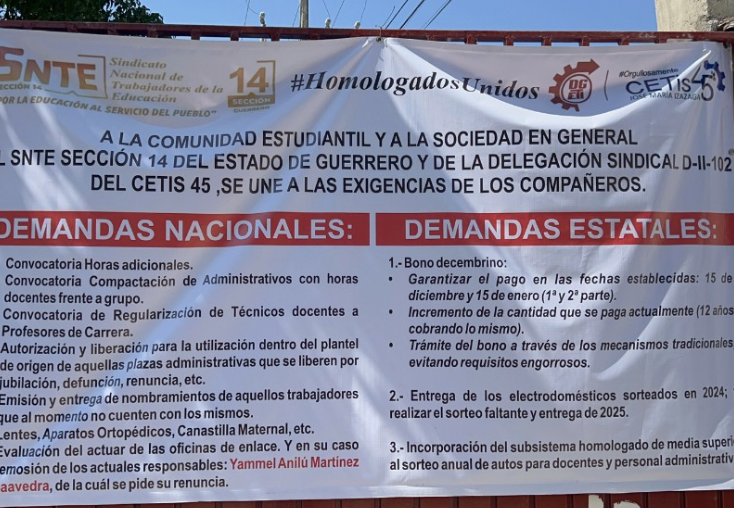 SNTE
SECCIÓN 14
Sindicato
Nacional de
Trabajadores de la
Educación
POR LA EDUCACIÓN AL SERVICIO DEL PUEBLO"
14
SECCIÓN
#HomologadosUnidos
#Orgullosamente
CETIS 45
JOSÉ MARÍA IZAZAGA
A LA COMUNIDAD ESTUDIANTIL Y A LA SOCIEDAD EN GENERAL
L SNTE SECCIÓN 14 DEL ESTADO DE GUERRERO Y DE LA DELEGACIÓN SINDICAL D-II-102
DEL CETIS 45 ,SE UNE A LAS EXIGENCIAS DE LOS COMPAÑEROS.
DEMANDAS NACIONALES:
Convocatoria Horas adicionales.
Convocatoria Compactación de Administrativos con horas
docentes frente a grupo.
Convocatoria de Regularización de Técnicos docentes a
Profesores de Carrera.
Autorización y liberación para la utilización dentro del plantel
de origen de aquellas plazas administrativas que se liberen por
jubilación, defunción, renuncia, etc.
Emisión y entrega de nombramientos de aquellos trabajadores
que al momento no cuenten con los mismos.
Lentes, Aparatos Ortopédicos, Canastilla Maternal, etc.
Evaluación del actuar de las oficinas de enlace. Y en su caso
remosión de los actuales responsables: Yammel Anilú Martínez
Saavedra, de la cuál se pide su renuncia.
DEMANDAS ESTATALES:
1.- Bono decembrino:
• Garantizar el pago en las fechas establecidas: 15 de
diciembre y 15 de enero (1ª y 2ª parte).
• Incremento de la cantidad que se paga actualmente (12 años
cobrando lo mismo).
• Trámite del bono a través de los mecanismos tradicionales
evitando requisitos engorrosos.
2.- Entrega de los electrodomésticos sorteados en 2024;
realizar el sorteo faltante y entrega de 2025.
3.- Incorporación del subsistema homologado de media superi
al sorteo anual de autos para docentes y personal administrativ